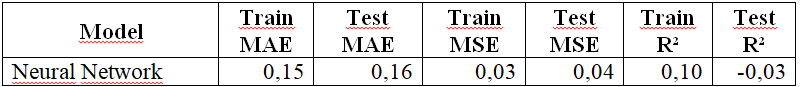 Model Train MAE Test MAE Train MSE Test MSE Train R² Test R²
Neural Network 0,15 0,16 0,03 0,04 0,10 -0,03